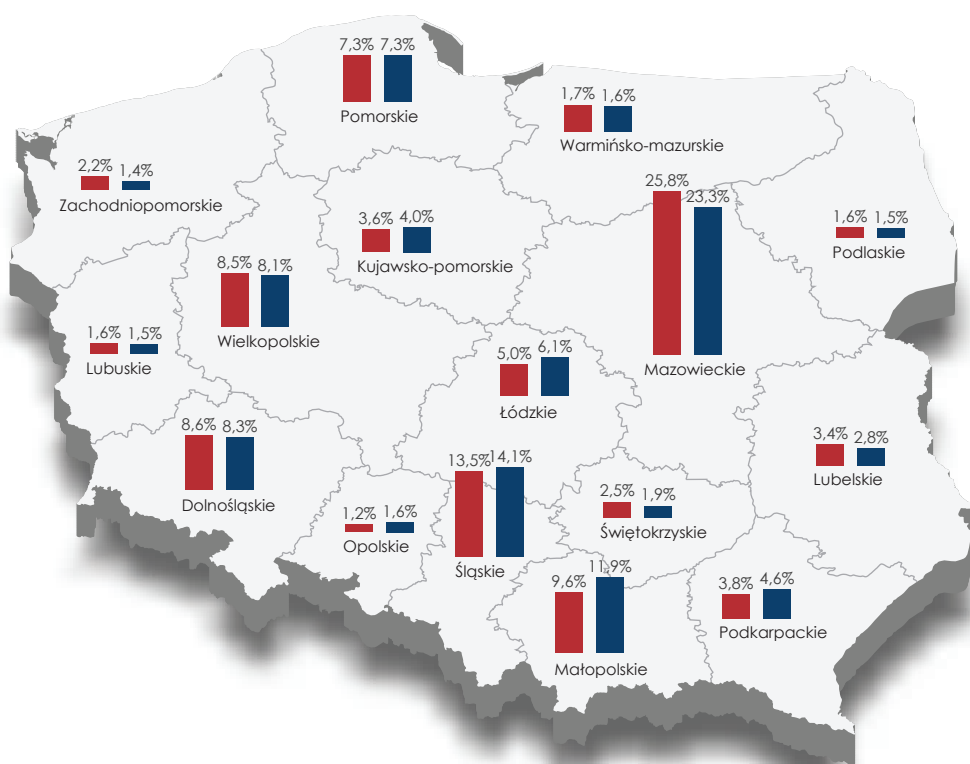 7,3% 7,3%
Pomorskie
1,7% 1,6%
Warmińsko-mazurskie
2,2% 1,4%
Zachodniopomorskie
25,8% 23,3%
Mazowieckie
3,6% 4,0%
Kujawsko-pomorskie
1,6% 1,5%
Podlaskie
8,5% 8,1%
Wielkopolskie
1,6% 1,5%
Lubuskie
5,0% 6,1%
Łódzkie
8,6% 8,3%
Dolnośląskie
3,4% 2,8%
Lubelskie
13,5% 14,1%
Śląskie
2,5% 1,9%
Świętokrzyskie
1,2% 1,6%
Opolskie
9,6% 11,9%
Małopolskie
3,8% 4,6%
Podkarpackie